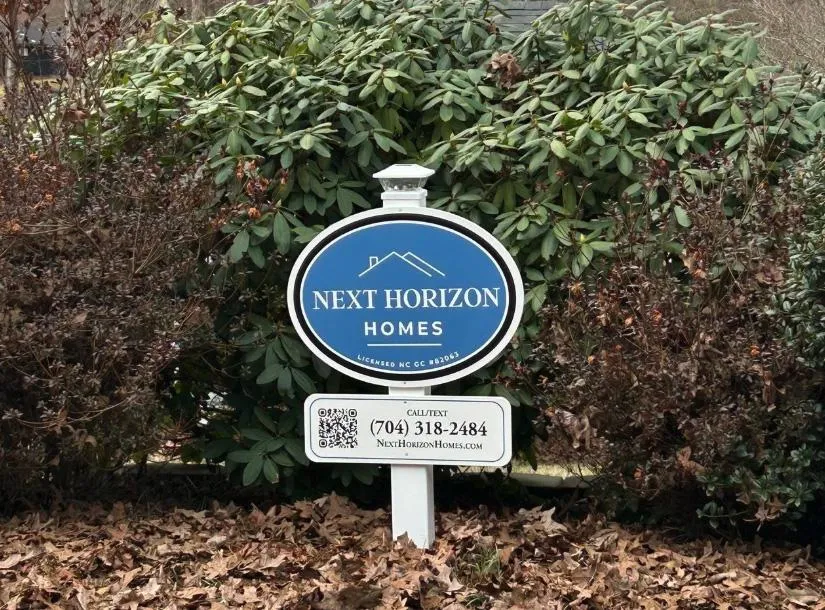 NEXT HORIZON
HOMES
LICENSED NC GC #82063
CALL/TEXT
(704) 318-2484
NEXTHORIZONHOMES.COM